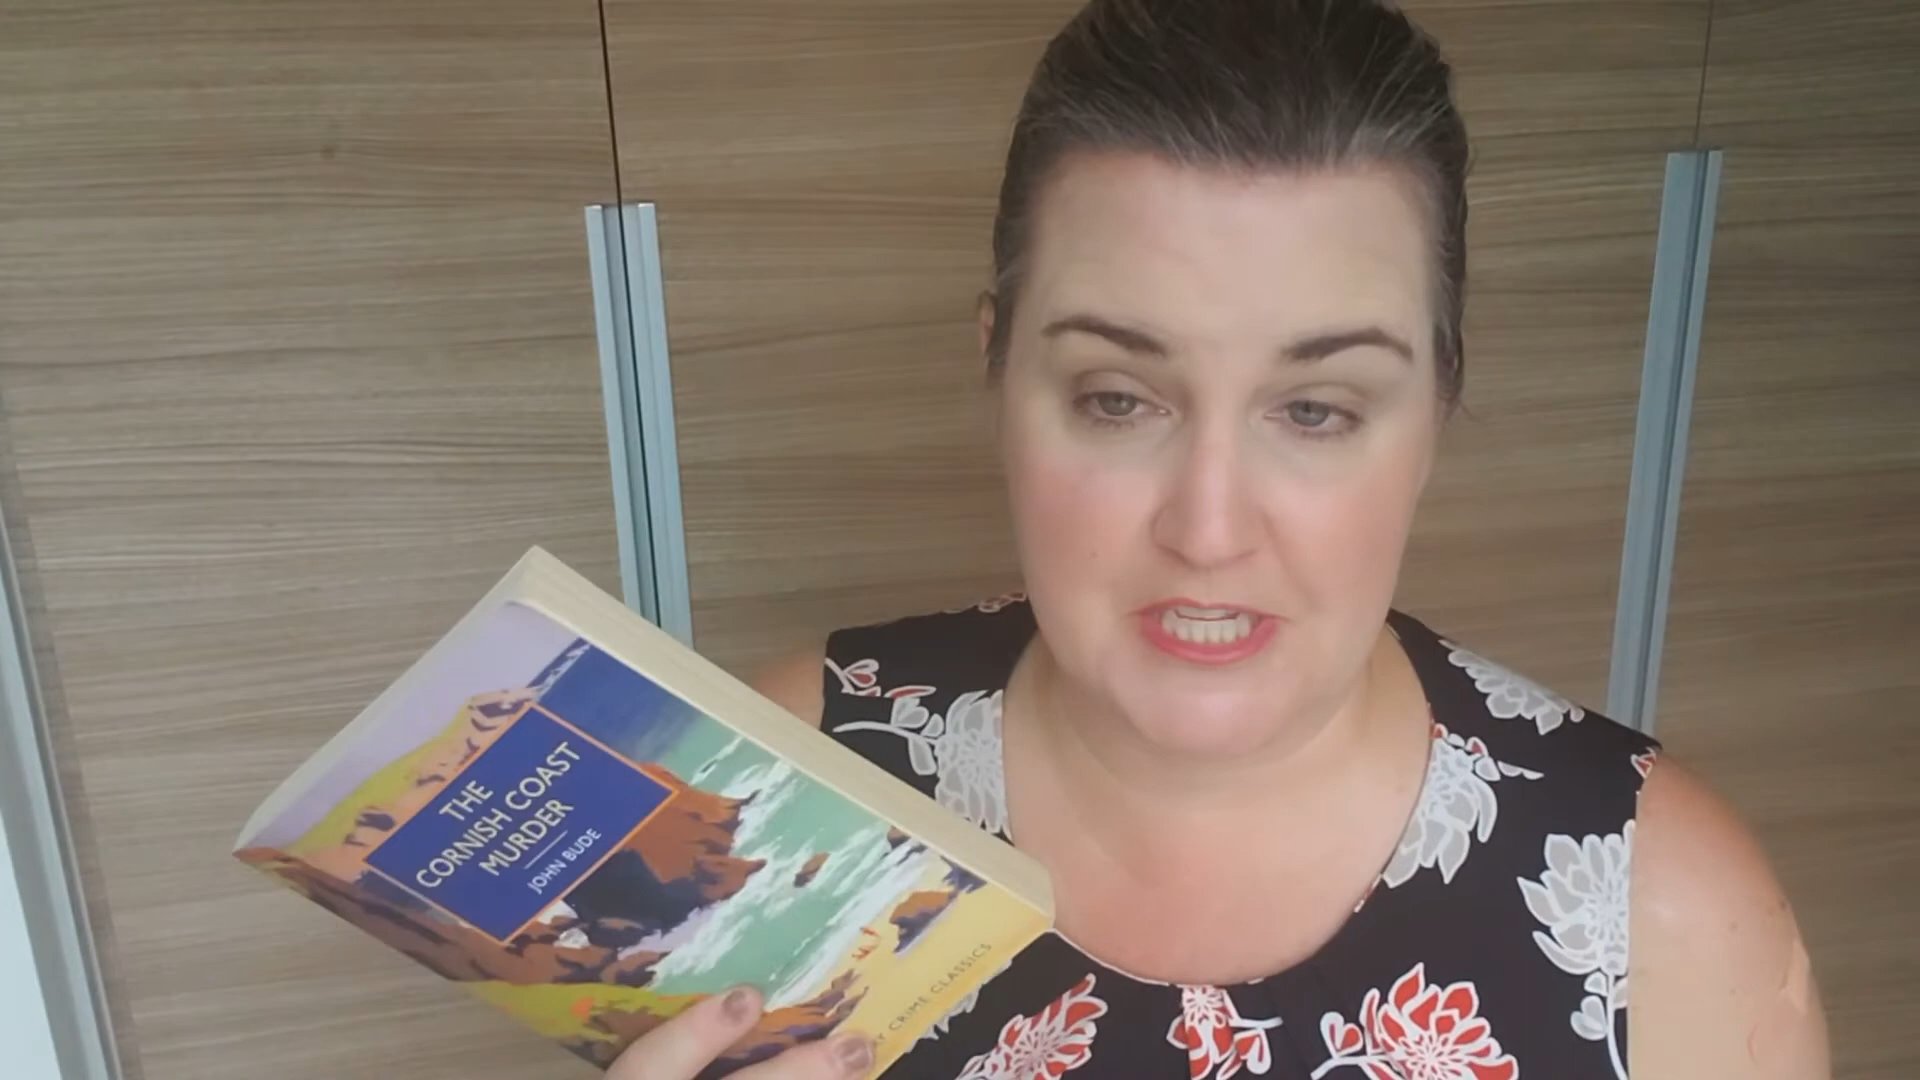 THE
CORNISH COAST
MURDER
JOHN BUDE
CRIME CLASSICS